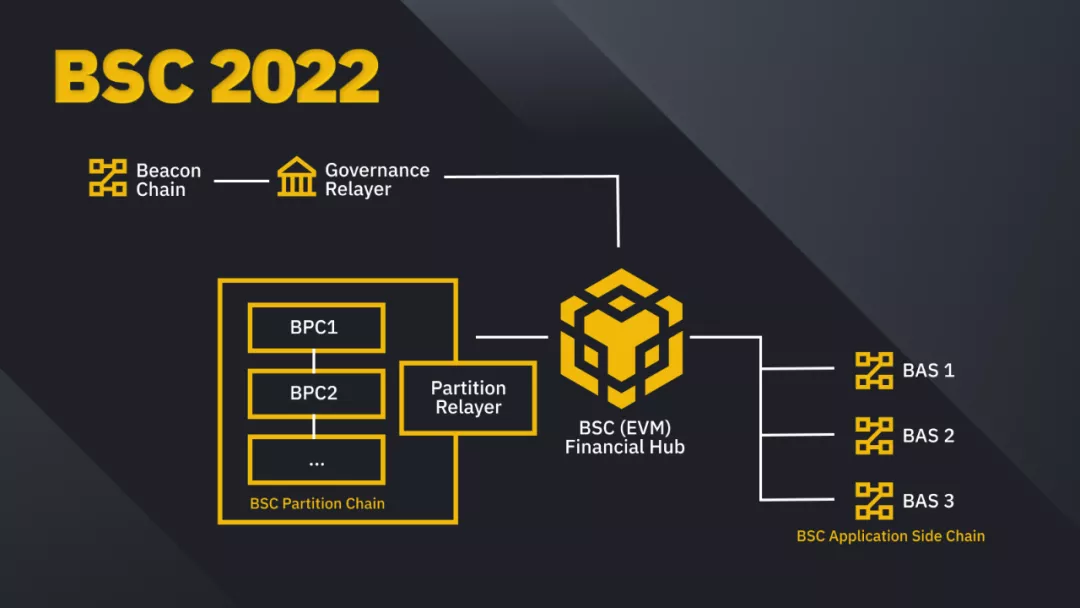 BSC 2022
Beacon
Chain
Governance
Relayer
BPC1
BPC2
...
BSC Partition Chain
Partition
Relayer
BSC (EVM)
Financial Hub
BAS 1
BAS 2
BAS 3
BSC Application Side Chain